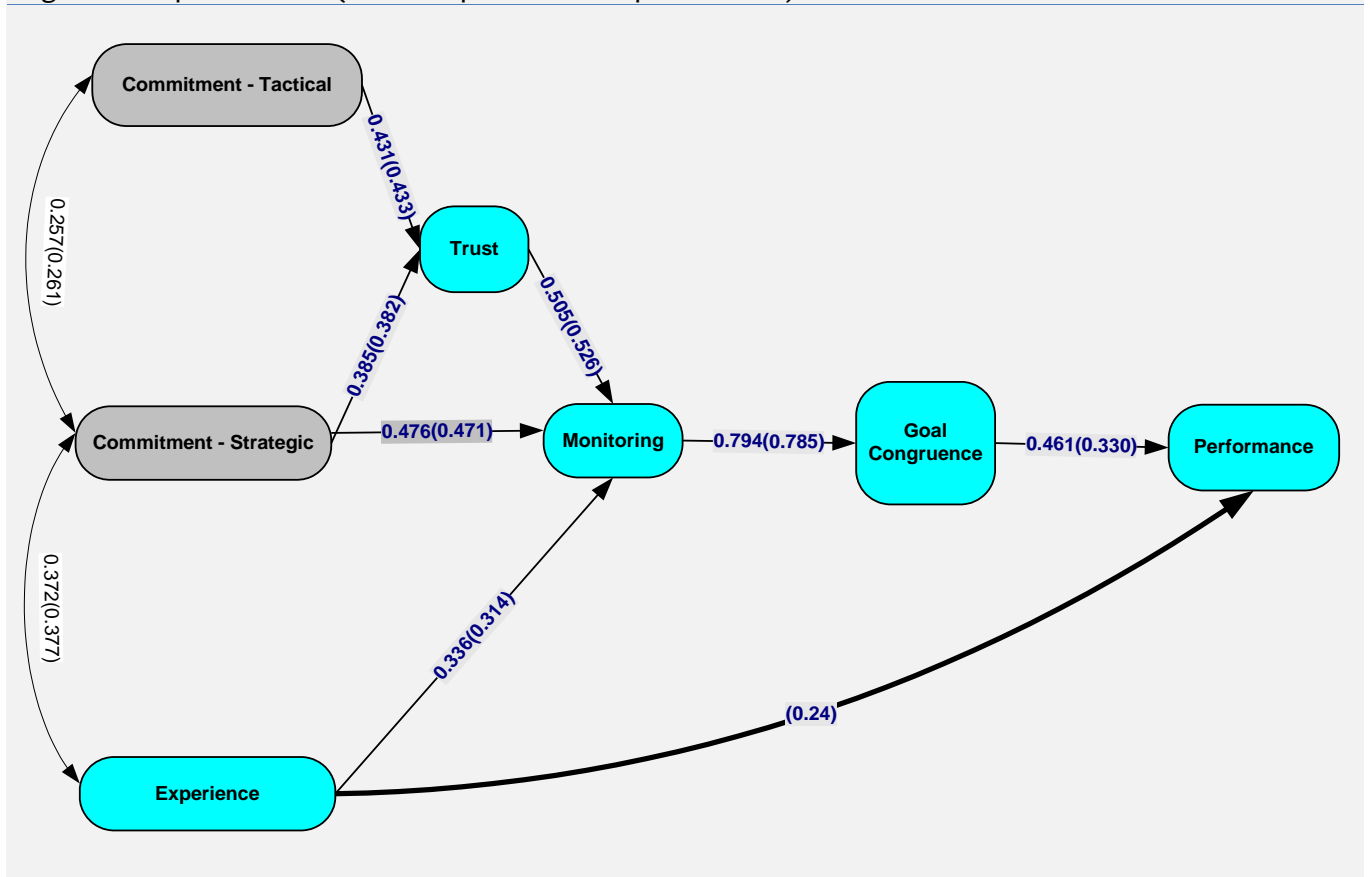 Commitment - Tactical
0.431(0.433)
0.257(0.261)
Trust
0.505(0.526)
0.385(0.382)
Commitment - Strategic
0.476(0.471)
Monitoring
0.794(0.785)
Goal
Congruence
0.461(0.330)
Performance
0.372(0.377)
0.336(0.314)
(0.24)
Experience